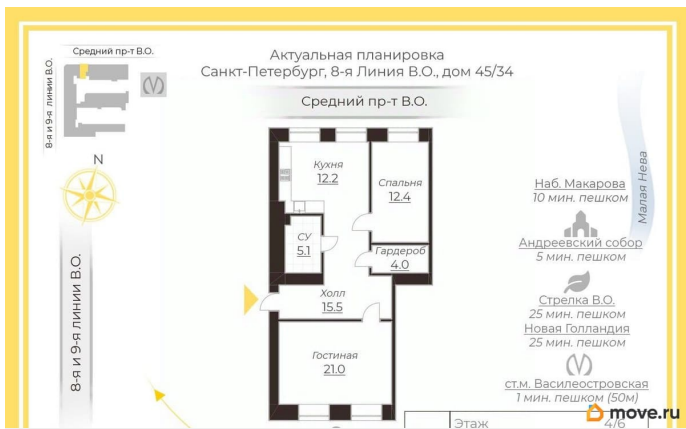 Средний пр-т В.О.
8-я и 9-я линии В.О.
N
8-я и 9-я линии В.О.
Актуальная планировка
Санкт-Петербург, 8-я Линия В.О., дом 45/34
Средний пр-т В.О.
Кухня
12.2
Спальня
12.4
СУ
5.1
Гардероб
4.0
Холл
15.5
Гостиная
21.0
Малая Нева
Наб. Макарова
10 мин. пешком
Андреевский собор
5 мин. пешком
Стрелка В.О.
25 мин. пешком
Новая Голландия
25 мин. пешком
ст.м. Василеостровская
1 мин. пешком (50м)
Этаж 4/6
move.ru